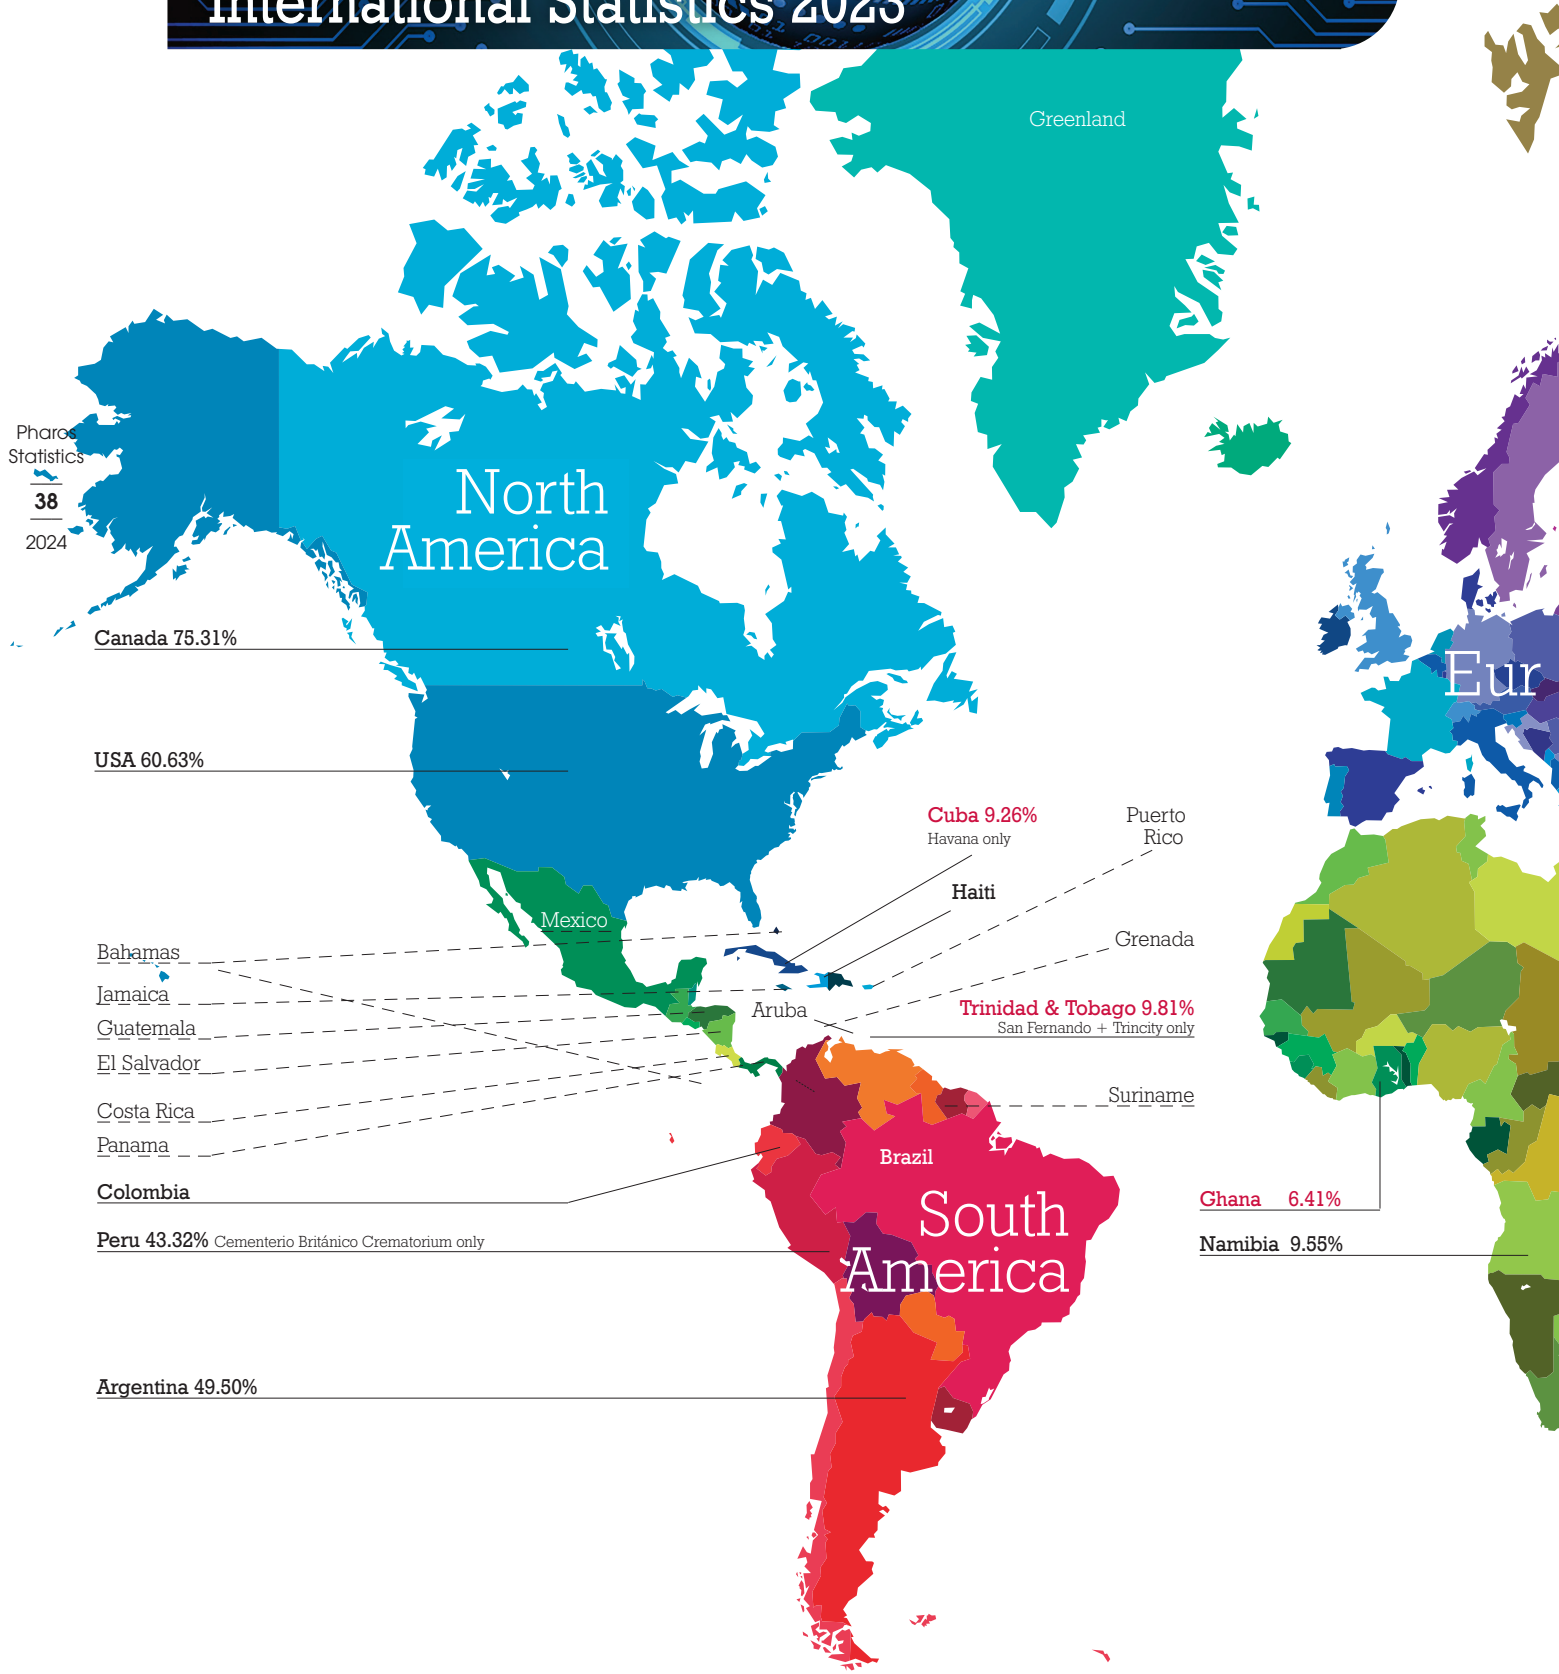 International Statistics 2023
Greenland
Pharos
Statistics
38
2024
North
America
Canada 75.31%
USA 60.63%
Eur
Cuba 9.26%
Havana only
Puerto
Rico
Haiti
Mexico
Grenada
Bahamas
Jamaica
Aruba
Trinidad & Tobago 9.81%
San Fernando + Trincity only
Guatemala
El Salvador
Costa Rica
Suriname
Panama
Brazil
Colombia
South
America
Ghana 6.41%
Peru 43.32% Cementerio Británico Crematorium only
Namibia 9.55%
Argentina 49.50%